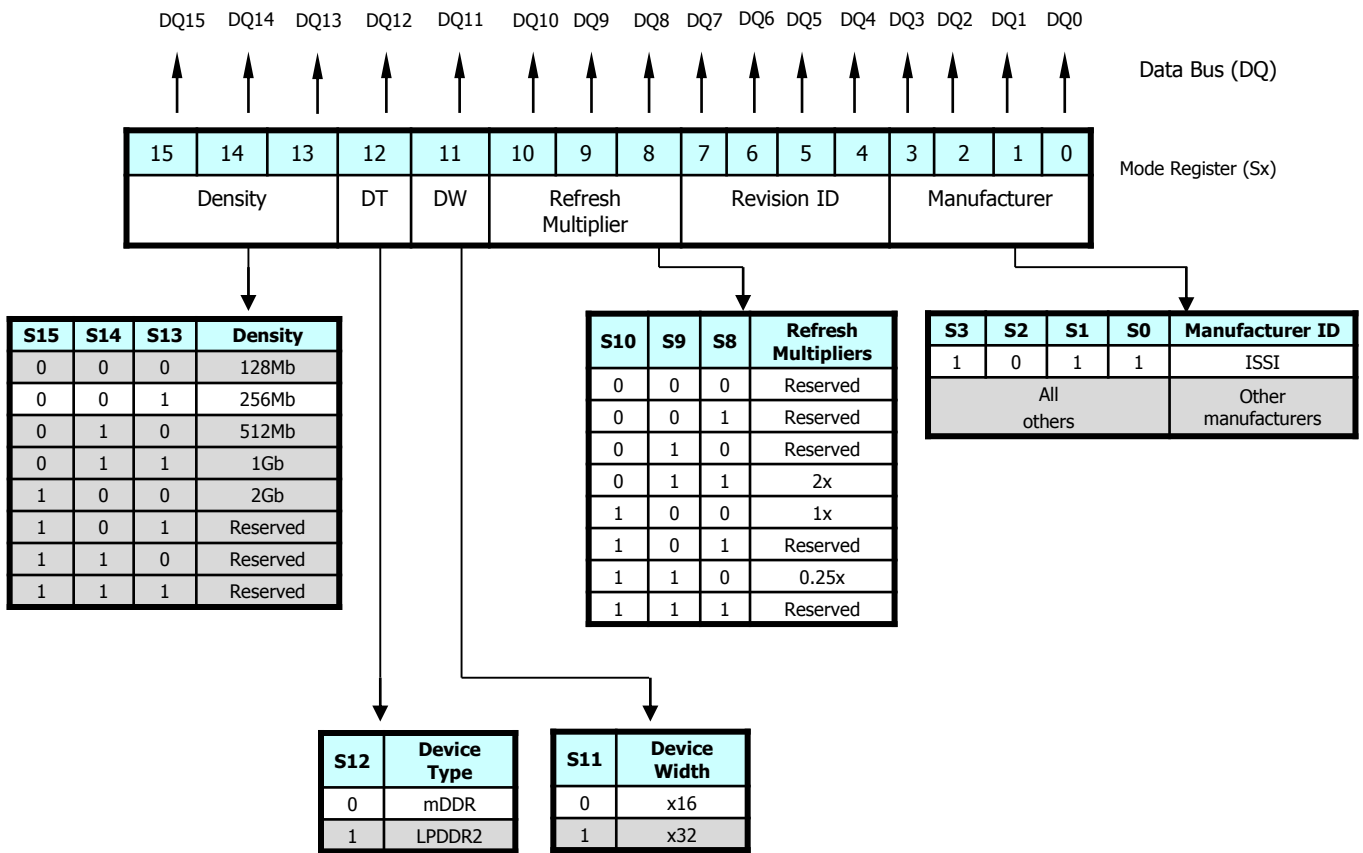 DQ15 DQ14 DQ13 DQ12 DQ11 DQ10 DQ9 DQ8 DQ7 DQ6 DQ5 DQ4 DQ3 DQ2 DQ1 DQ0
Data Bus (DQ)
15 14 13 12 11 10 9 8 7 6 5 4 3 2 1 0
Mode Register (Sx)
Density DT DW Refresh Multiplier Revision ID Manufacturer
S15 S14 S13 Density
0 0 0 128Mb
0 0 1 256Mb
0 1 0 512Mb
0 1 1 1Gb
1 0 0 2Gb
1 0 1 Reserved
1 1 0 Reserved
1 1 1 Reserved
S10 S9 S8 Refresh Multipliers
0 0 0 Reserved
0 0 1 Reserved
0 1 0 Reserved
0 1 1 2x
1 0 0 1x
1 0 1 Reserved
1 1 0 0.25x
1 1 1 Reserved
S3 S2 S1 S0 Manufacturer ID
1 0 1 1 ISSI
All others Other manufacturers
S12 Device Type
0 mDDR
1 LPDDR2
S11 Device Width
0 x16
1 x32